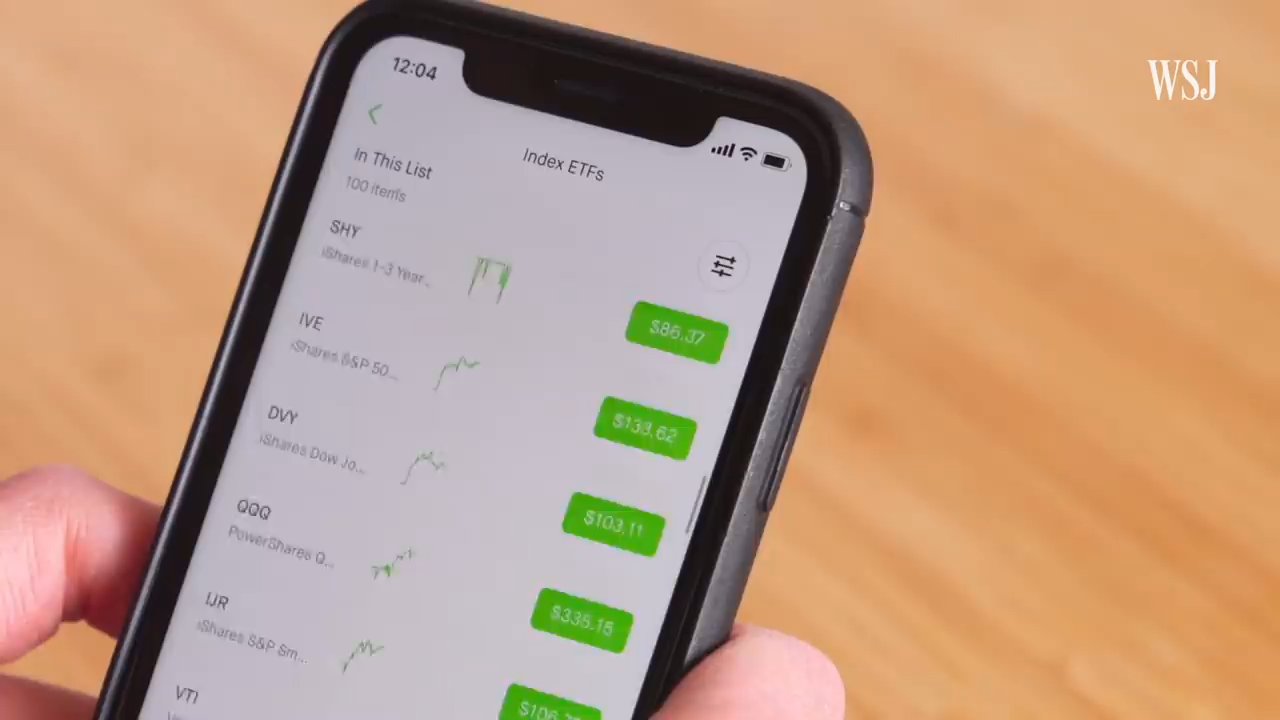 WSJ
12:04
Index ETFs
In This List
100 items
SHY
iShares 1-3 Year...
$86.37
IVE
iShares S&P 50...
$133.62
DVY
iShares Dow Jo...
$103.11
QQQ
PowerShares Q...
$335.15
IJR
iShares S&P Sm...
VTI